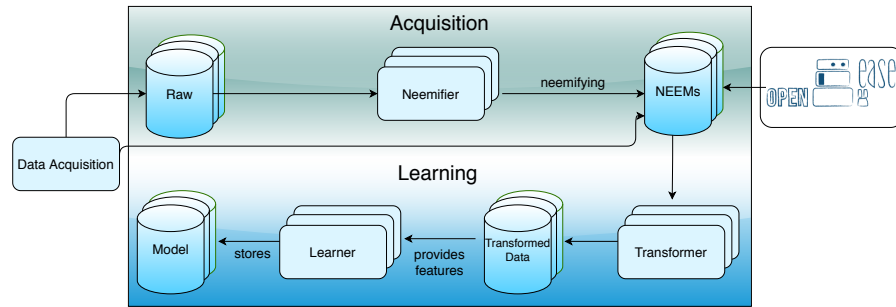 Acquisition
Raw
Neemifier
neemifying
NEEMs
OPEN
ease
Data Acquisition
Learning
Model
stores
Learner
provides
features
Transformed
Data
Transformer